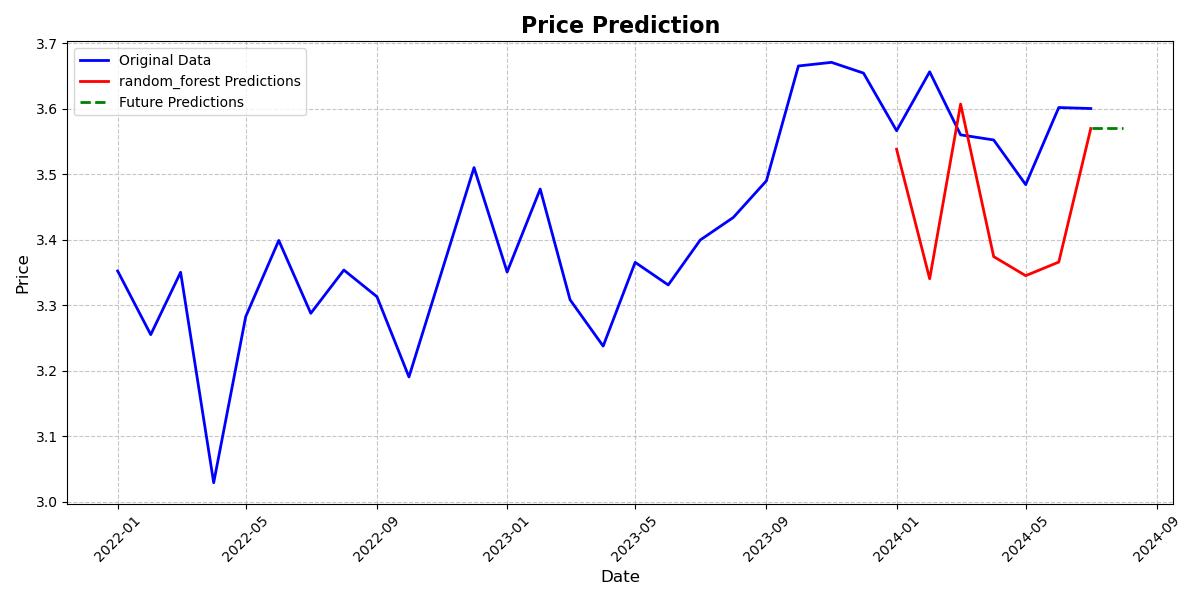 Price Prediction
Original Data
random_forest Predictions
Future Predictions
Price
3.7
3.6
3.5
3.4
3.3
3.2
3.1
3.0
2022-01
2022-05
2022-09
2023-01
2023-05
2023-09
2024-01
2024-05
2024-09
Date